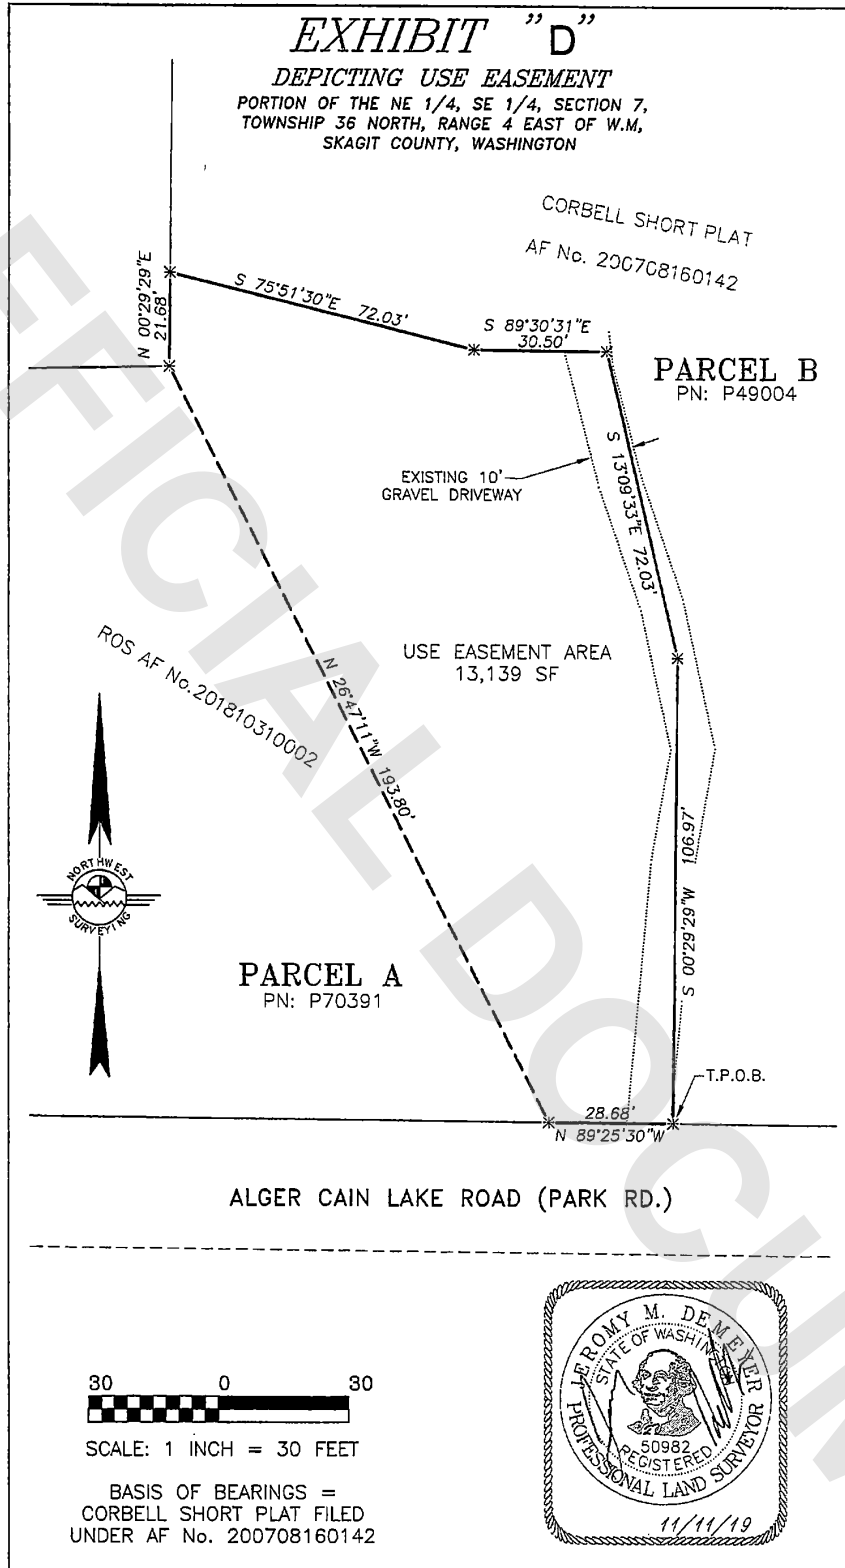 EXHIBIT "D"
DEPICTING USE EASEMENT
PORTION OF THE NE 1/4, SE 1/4, SECTION 7,
TOWNSHIP 36 NORTH, RANGE 4 EAST OF W.M,
SKAGIT COUNTY, WASHINGTON
CORBELL SHORT PLAT
AF No. 200708160142
N 00°29'29"E
21.68'
S 75°51'30"E 72.03'
S 89°30'31"E
30.50'
PARCEL B
PN: P49004
EXISTING 10'
GRAVEL DRIVEWAY
S 13°09'33"E 72.03'
USE EASEMENT AREA
13,139 SF
ROS AF No.201810310002
N 26°47'11"W 193.80'
S 00°29'29"W 106.97'
NORTHWEST
SURVEYING
PARCEL A
PN: P70391
T.P.O.B.
28.68'
N 89°25'30"W
ALGER CAIN LAKE ROAD (PARK RD.)
30 0 30
SCALE: 1 INCH = 30 FEET
BASIS OF BEARINGS =
CORBELL SHORT PLAT FILED
UNDER AF No. 200708160142
JEROMY M. DEMEYER
STATE OF WASHINGTON
50982
REGISTERED
PROFESSIONAL LAND SURVEYOR
11/11/19
FFICIAL DOCUM